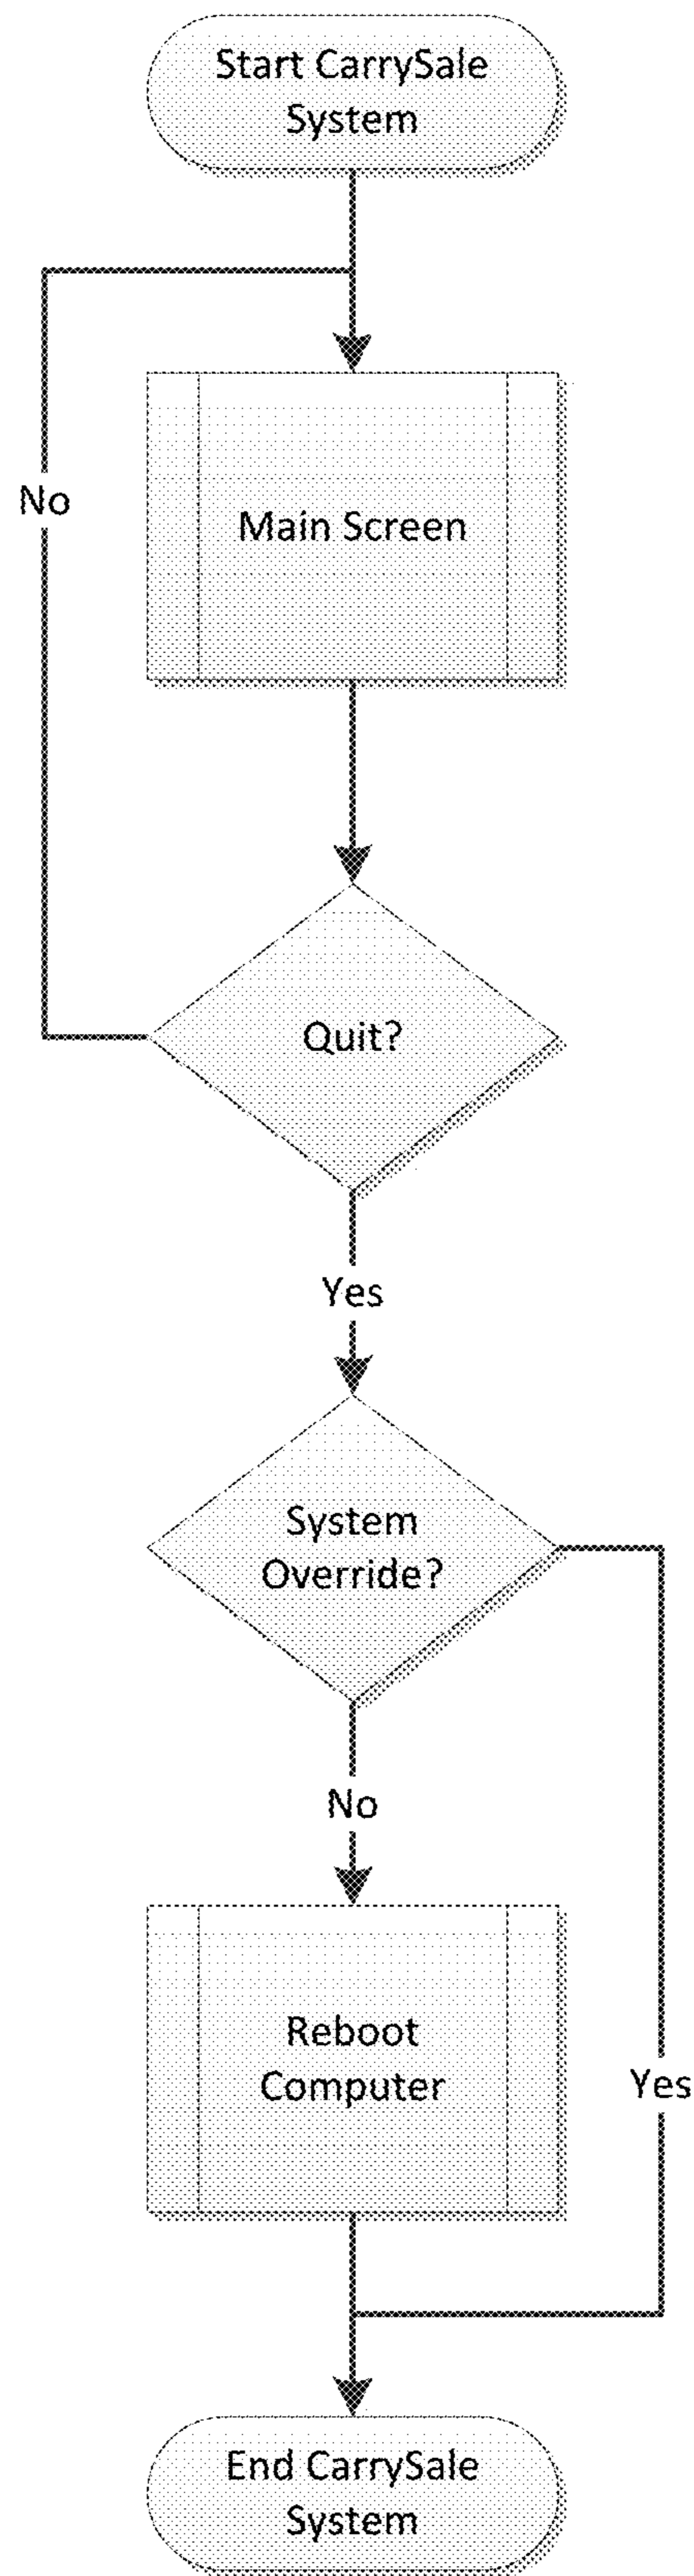 Start CarrySale
System
No
Main Screen
Quit?
Yes
System
Override?
No
Reboot
Computer
Yes
End CarrySale
System